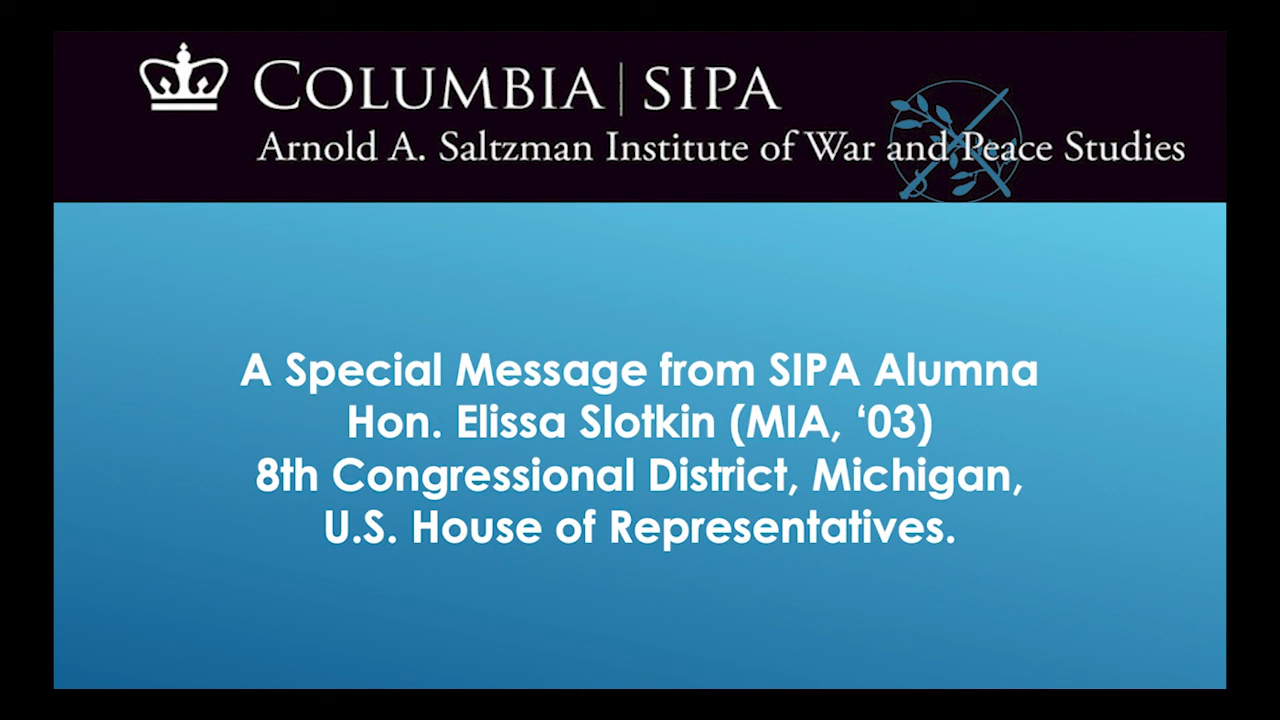 COLUMBIA | SIPA
Arnold A. Saltzman Institute of War and Peace Studies
A Special Message from SIPA Alumna
Hon. Elissa Slotkin (MIA, ‘03)
8th Congressional District, Michigan,
U.S. House of Representatives.